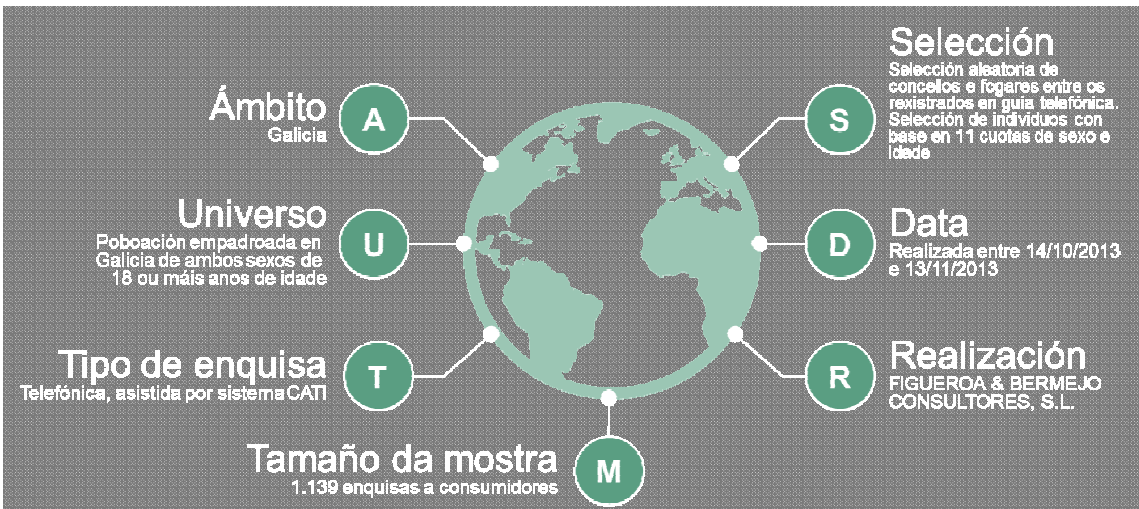 Ámbito
Galicia
A
Universo
Poboación empadroada en
Galicia de ambos sexos de
18 ou máis anos de idade
U
Tipo de enquisa
Telefónica, asistida por sistema CATI
T
Tamaño da mostra
1.139 enquisas a consumidores
M
Selección
Selección aleatoria de
concellos e fogares entre os
rexistrados en guía telefónica.
Selección de individuos con
base en 11 cuotas de sexo e
idade
S
Data
Realizada entre 14/10/2013
e 13/11/2013
D
Realización
FIGUEROA & BERMEJO
CONSULTORES, S.L.
R